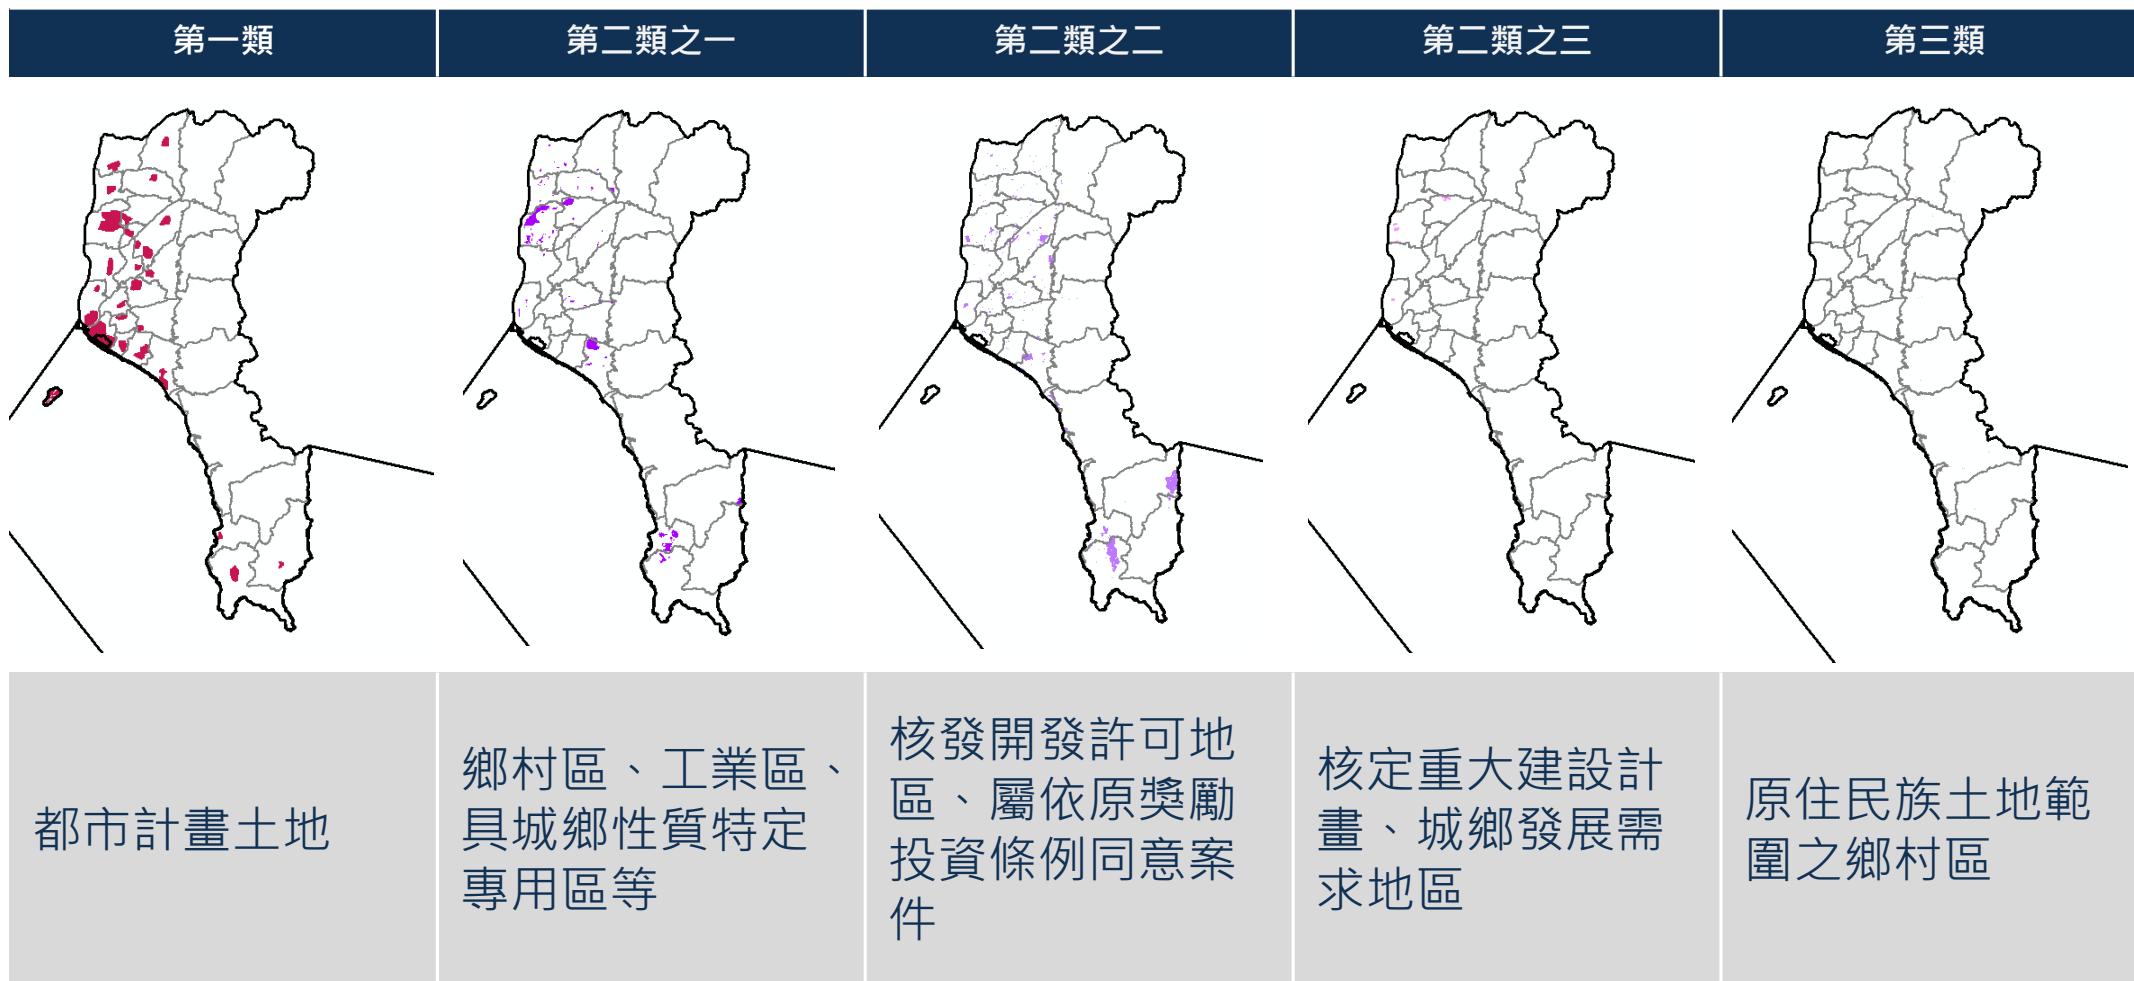 第一類
第二類之一
第二類之二
第二類之三
第三類
都市計畫土地
鄉村區、工業區、
具城鄉性質特定
專用區等
核發開發許可地
區、屬依原獎勵
投資條例同意案
件
核定重大建設計
畫、城鄉發展需
求地區
原住民族土地範
圍之鄉村區